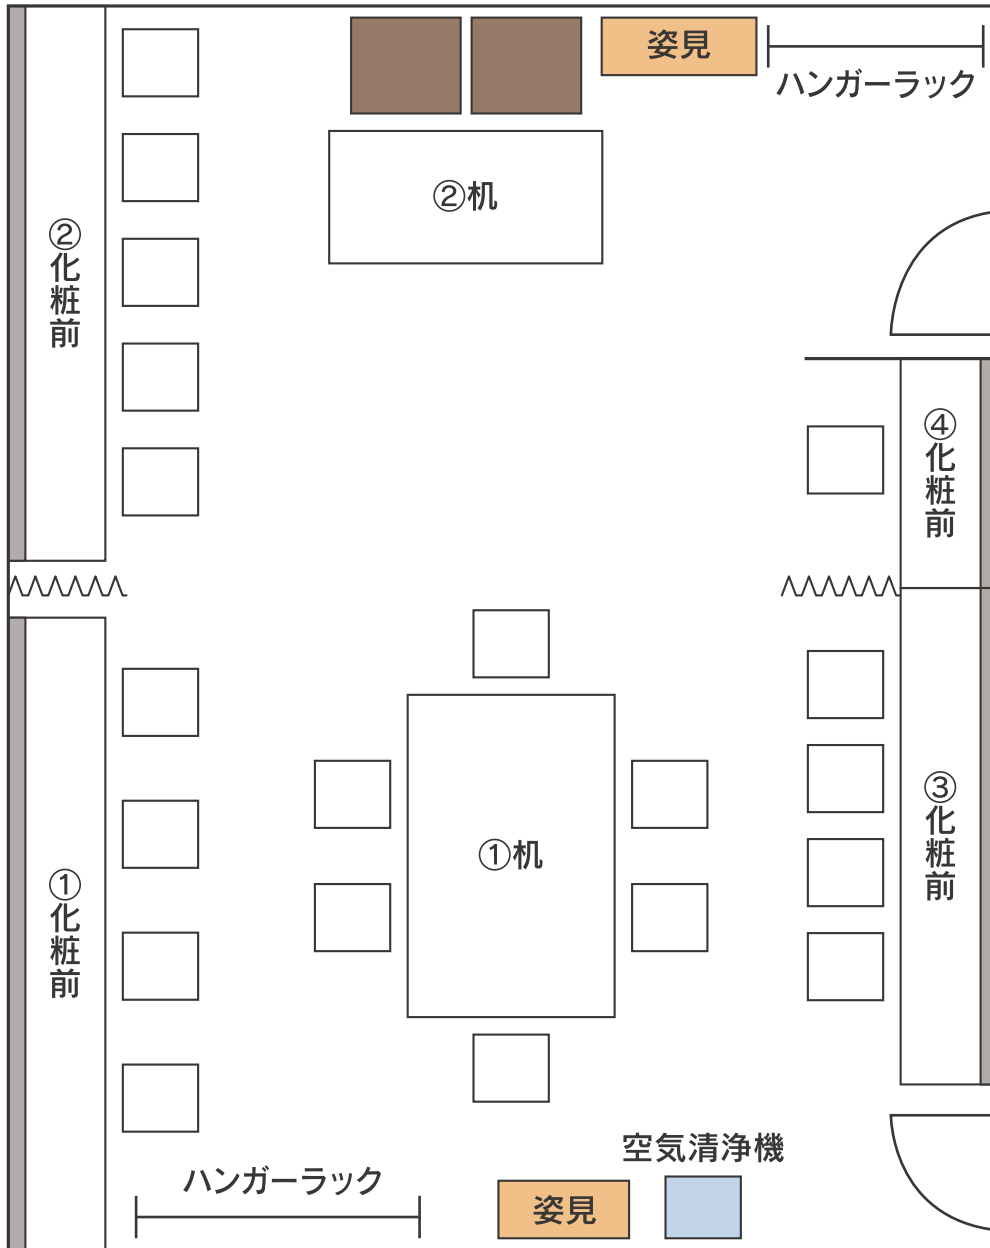 姿見
ハンガーラック
②机
②化粧前
④化粧前
③化粧前
①机
①化粧前
空気清浄機
ハンガーラック
姿見